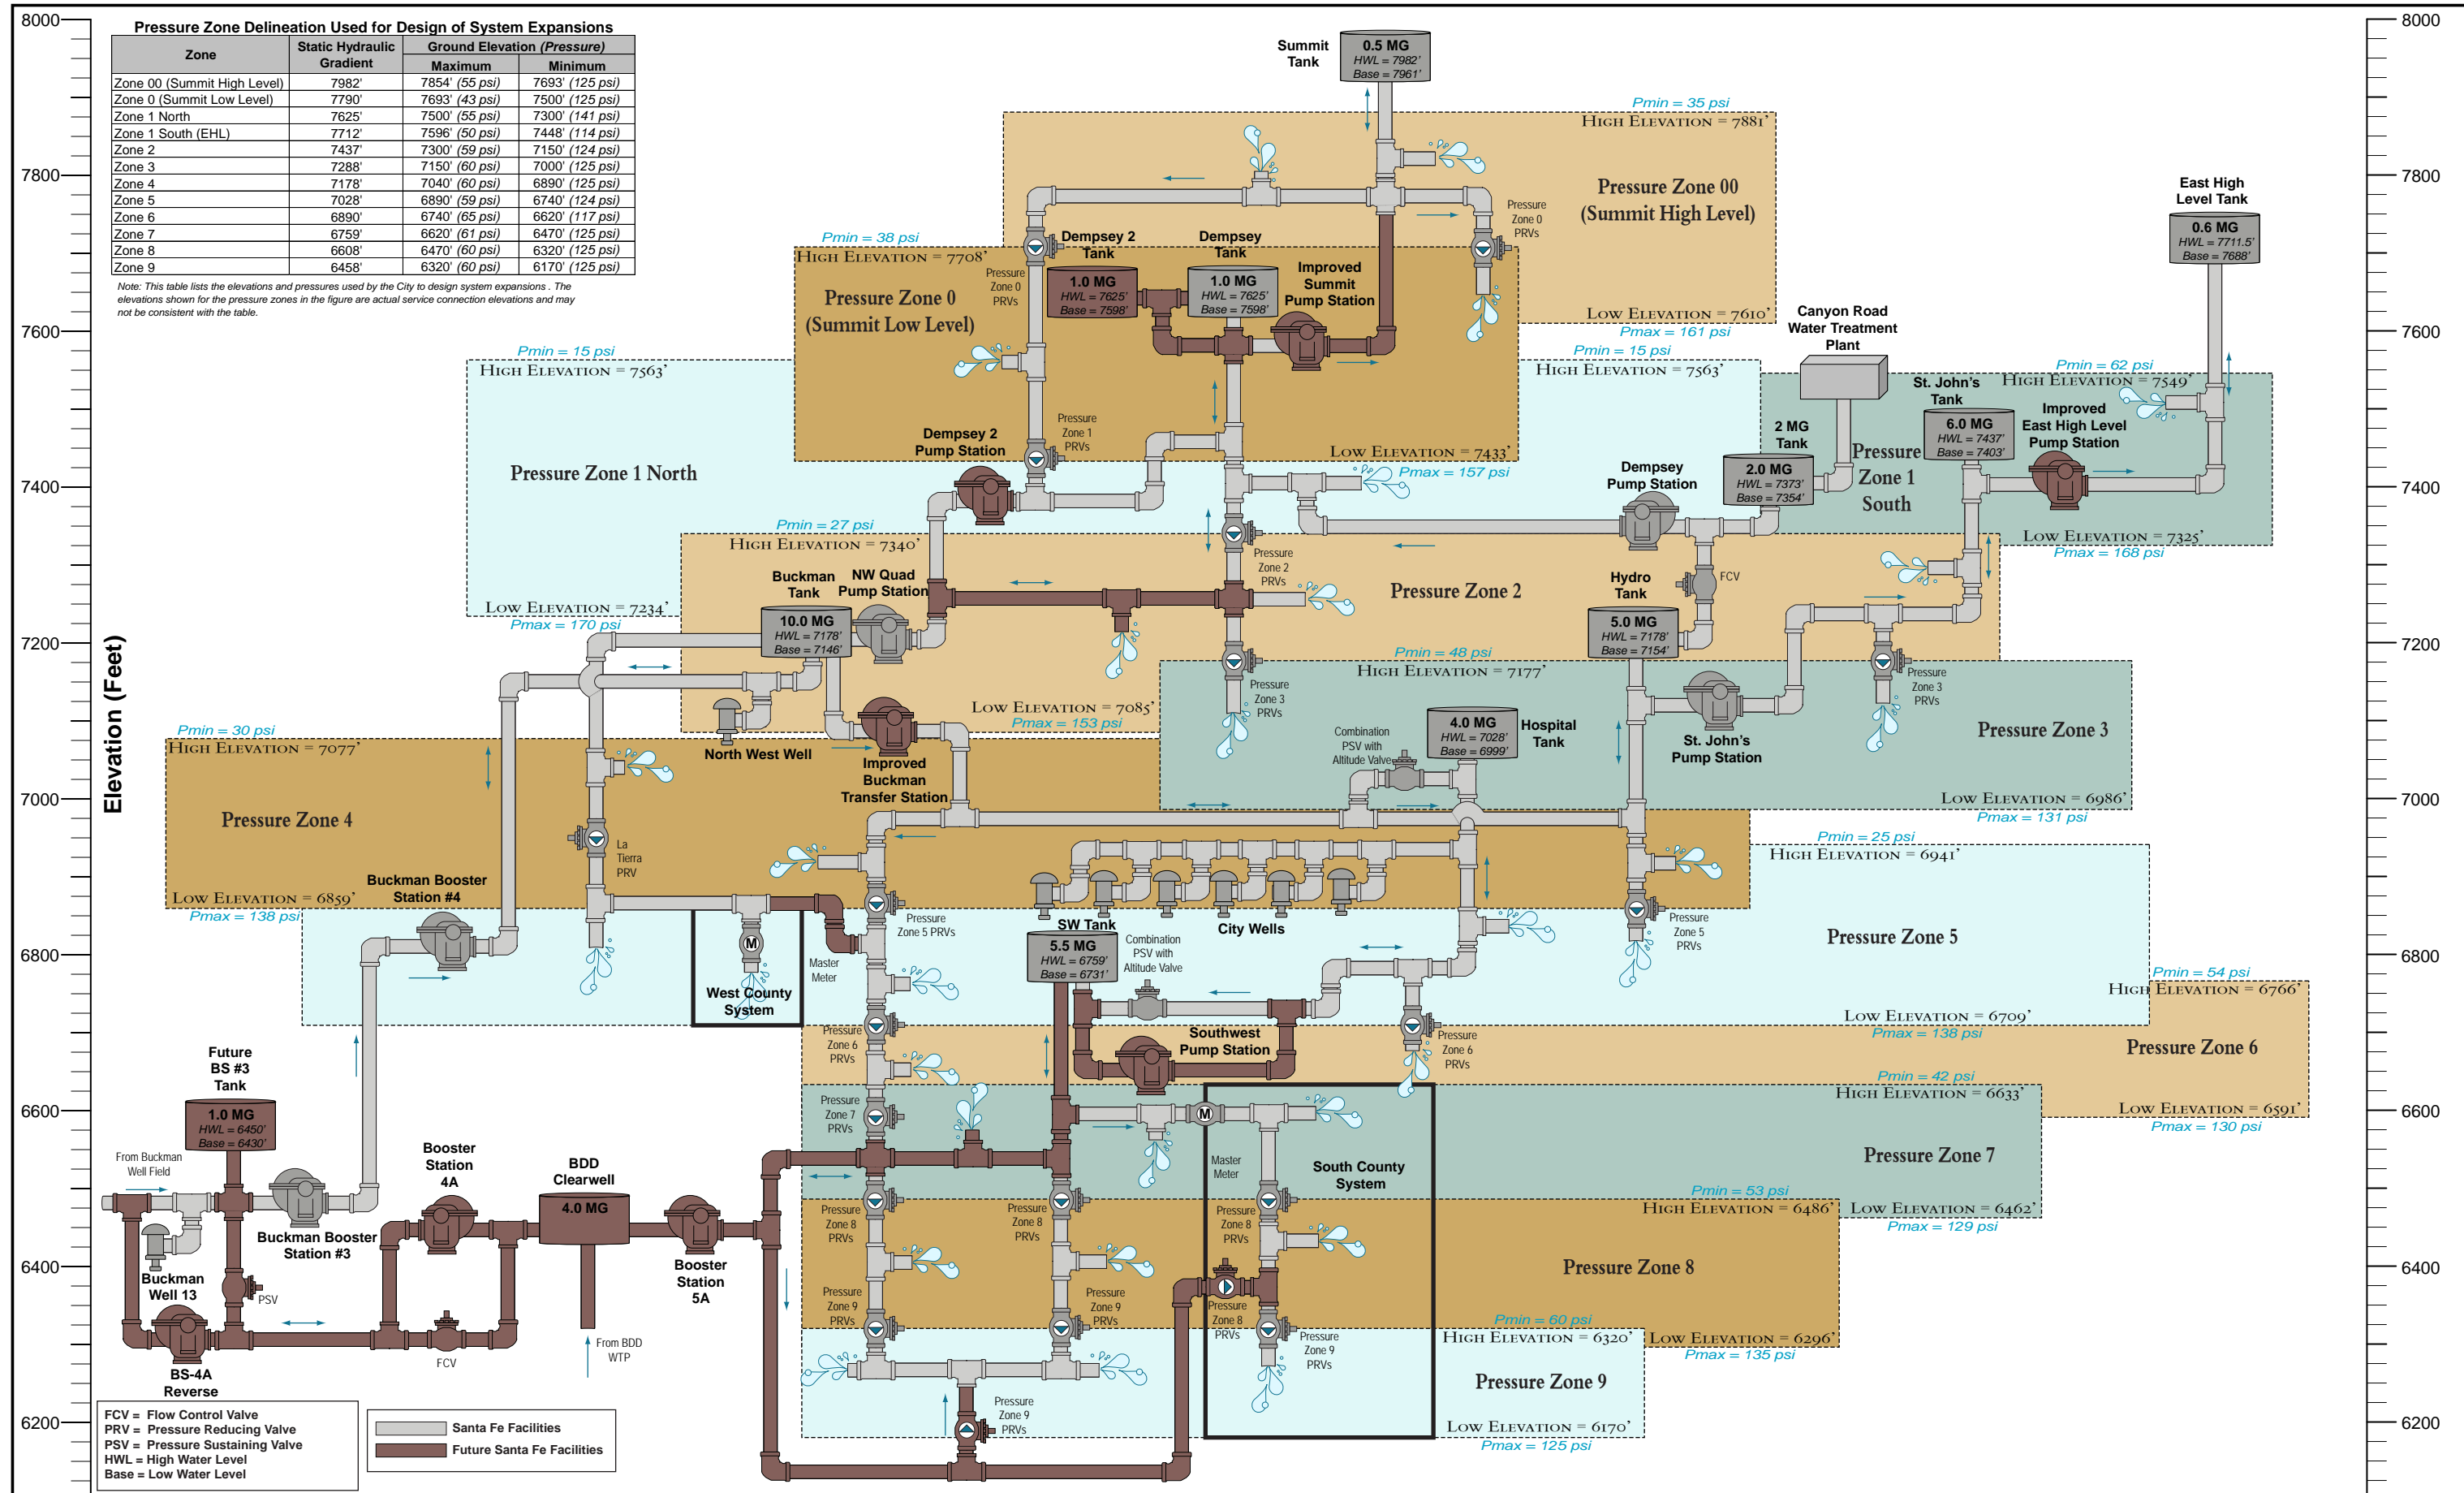 Pressure Zone Delineation Used for Design of System Expansions
Zone Static Hydraulic Gradient Ground Elevation (Pressure)
Maximum Minimum
Zone 00 (Summit High Level) 7982' 7854' (55 psi) 7693' (125 psi)
Zone 0 (Summit Low Level) 7790' 7693' (43 psi) 7500' (125 psi)
Zone 1 North 7625' 7500' (55 psi) 7300' (141 psi)
Zone 1 South (EHL) 7712' 7596' (50 psi) 7448' (114 psi)
Zone 2 7437' 7300' (59 psi) 7150' (124 psi)
Zone 3 7288' 7150' (60 psi) 7000' (125 psi)
Zone 4 7178' 7040' (60 psi) 6890' (125 psi)
Zone 5 7028' 6890' (59 psi) 6740' (124 psi)
Zone 6 6890' 6740' (65 psi) 6620' (117 psi)
Zone 7 6759' 6620' (61 psi) 6470' (125 psi)
Zone 8 6608' 6470' (60 psi) 6320' (125 psi)
Zone 9 6458' 6320' (60 psi) 6170' (125 psi)
Note: This table lists the elevations and pressures used by the City to design system expansions . The
elevations shown for the pressure zones in the figure are actual service connection elevations and may
not be consistent with the table.
Elevation (Feet)
8000
7800
7600
7400
7200
7000
6800
6600
6400
6200
8000
7800
7600
7400
7200
7000
6800
6600
6400
6200
Summit
Tank
0.5 MG
HWL = 7982'
Base = 7961'
Pmin = 35 psi
High Elevation = 7881'
Pressure Zone 00
(Summit High Level)
Low Elevation = 7610'
Pmax = 161 psi
Pressure
Zone 0
PRVs
Pmin = 38 psi
High Elevation = 7708'
Pressure Zone 0
(Summit Low Level)
Pressure
Zone 0
PRVs
Dempsey 2
Tank
1.0 MG
HWL = 7625'
Base = 7598'
Dempsey
Tank
1.0 MG
HWL = 7625'
Base = 7598'
Improved
Summit
Pump Station
Low Elevation = 7433'
Pmax = 157 psi
East High
Level Tank
0.6 MG
HWL = 7711.5'
Base = 7688'
Canyon Road
Water Treatment
Plant
Pmin = 15 psi
High Elevation = 7563'
Pressure Zone 1 North
Low Elevation = 7234'
Pmax = 170 psi
Pmin = 15 psi
High Elevation = 7563'
Dempsey 2
Pump Station
Pressure
Zone 1
PRVs
Pmin = 62 psi
High Elevation = 7549'
St. John's
Tank
6.0 MG
HWL = 7437'
Base = 7403'
Improved
East High Level
Pump Station
Pressure
Zone 1
South
2 MG
Tank
2.0 MG
HWL = 7373'
Base = 7354'
Dempsey
Pump Station
Low Elevation = 7325'
Pmax = 168 psi
Pmin = 27 psi
High Elevation = 7340'
Pressure
Zone 2
PRVs
Pressure Zone 2
FCV
Buckman
Tank
10.0 MG
HWL = 7178'
Base = 7146'
NW Quad
Pump Station
Hydro
Tank
5.0 MG
HWL = 7178'
Base = 7154'
Low Elevation = 7085'
Pmax = 153 psi
North West Well
Improved
Buckman
Transfer Station
Pressure
Zone 3
PRVs
Pmin = 48 psi
High Elevation = 7177'
Pressure
Zone 3
PRVs
Pressure Zone 3
St. John's
Pump Station
Combination
PSV with
Altitude Valve
4.0 MG
HWL = 7028'
Base = 6999'
Hospital
Tank
Low Elevation = 6986'
Pmax = 131 psi
Pmin = 30 psi
High Elevation = 7077'
Pressure Zone 4
Low Elevation = 6859'
Pmax = 138 psi
La
Tierra
PRV
Buckman Booster
Station #4
Pressure
Zone 5 PRVs
Pmin = 25 psi
High Elevation = 6941'
Pressure Zone 5
Pressure
Zone 5
PRVs
Low Elevation = 6709'
Pmax = 138 psi
City Wells
SW Tank
5.5 MG
HWL = 6759'
Base = 6731'
Combination
PSV with
Altitude Valve
M
Master
Meter
West County
System
Pressure
Zone 6
PRVs
Southwest
Pump Station
Pressure
Zone 6
PRVs
Pmin = 54 psi
High Elevation = 6766'
Pressure Zone 6
Low Elevation = 6591'
Pmax = 130 psi
Pmin = 42 psi
High Elevation = 6633'
Pressure Zone 7
Low Elevation = 6462'
Pmax = 129 psi
Pressure
Zone 7
PRVs
M
Master
Meter
South County
System
Future
BS #3
Tank
1.0 MG
HWL = 6450'
Base = 6430'
From Buckman
Well Field
Buckman Booster
Station #3
Buckman
Well 13
PSV
BS-4A
Reverse
Booster
Station
4A
FCV
BDD
Clearwell
4.0 MG
From BDD
WTP
Booster
Station
5A
Pressure
Zone 8
PRVs
Pressure
Zone 8
PRVs
Pressure
Zone 8
PRVs
Pmin = 53 psi
High Elevation = 6486'
Pressure Zone 8
Low Elevation = 6296'
Pmax = 135 psi
Pressure
Zone 9
PRVs
Pressure
Zone 9
PRVs
Pressure
Zone 8
PRVs
Pressure
Zone 9
PRVs
Pmin = 60 psi
High Elevation = 6320'
Pressure Zone 9
Low Elevation = 6170'
Pmax = 125 psi
Pressure
Zone 9
PRVs
FCV = Flow Control Valve
PRV = Pressure Reducing Valve
PSV = Pressure Sustaining Valve
HWL = High Water Level
Base = Low Water Level
Santa Fe Facilities
Future Santa Fe Facilities